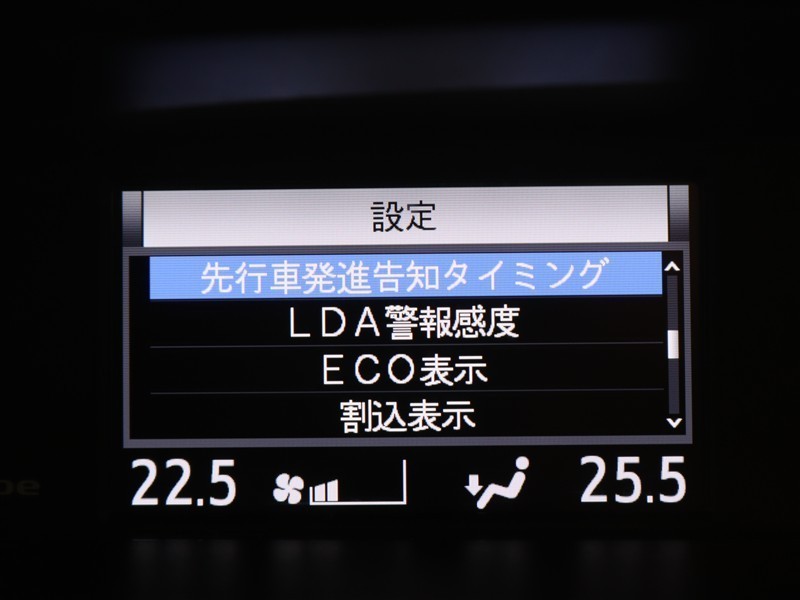 設定
先行車発進告知タイミング
LDA警報感度
ECO表示
割込表示
22.5 25.5